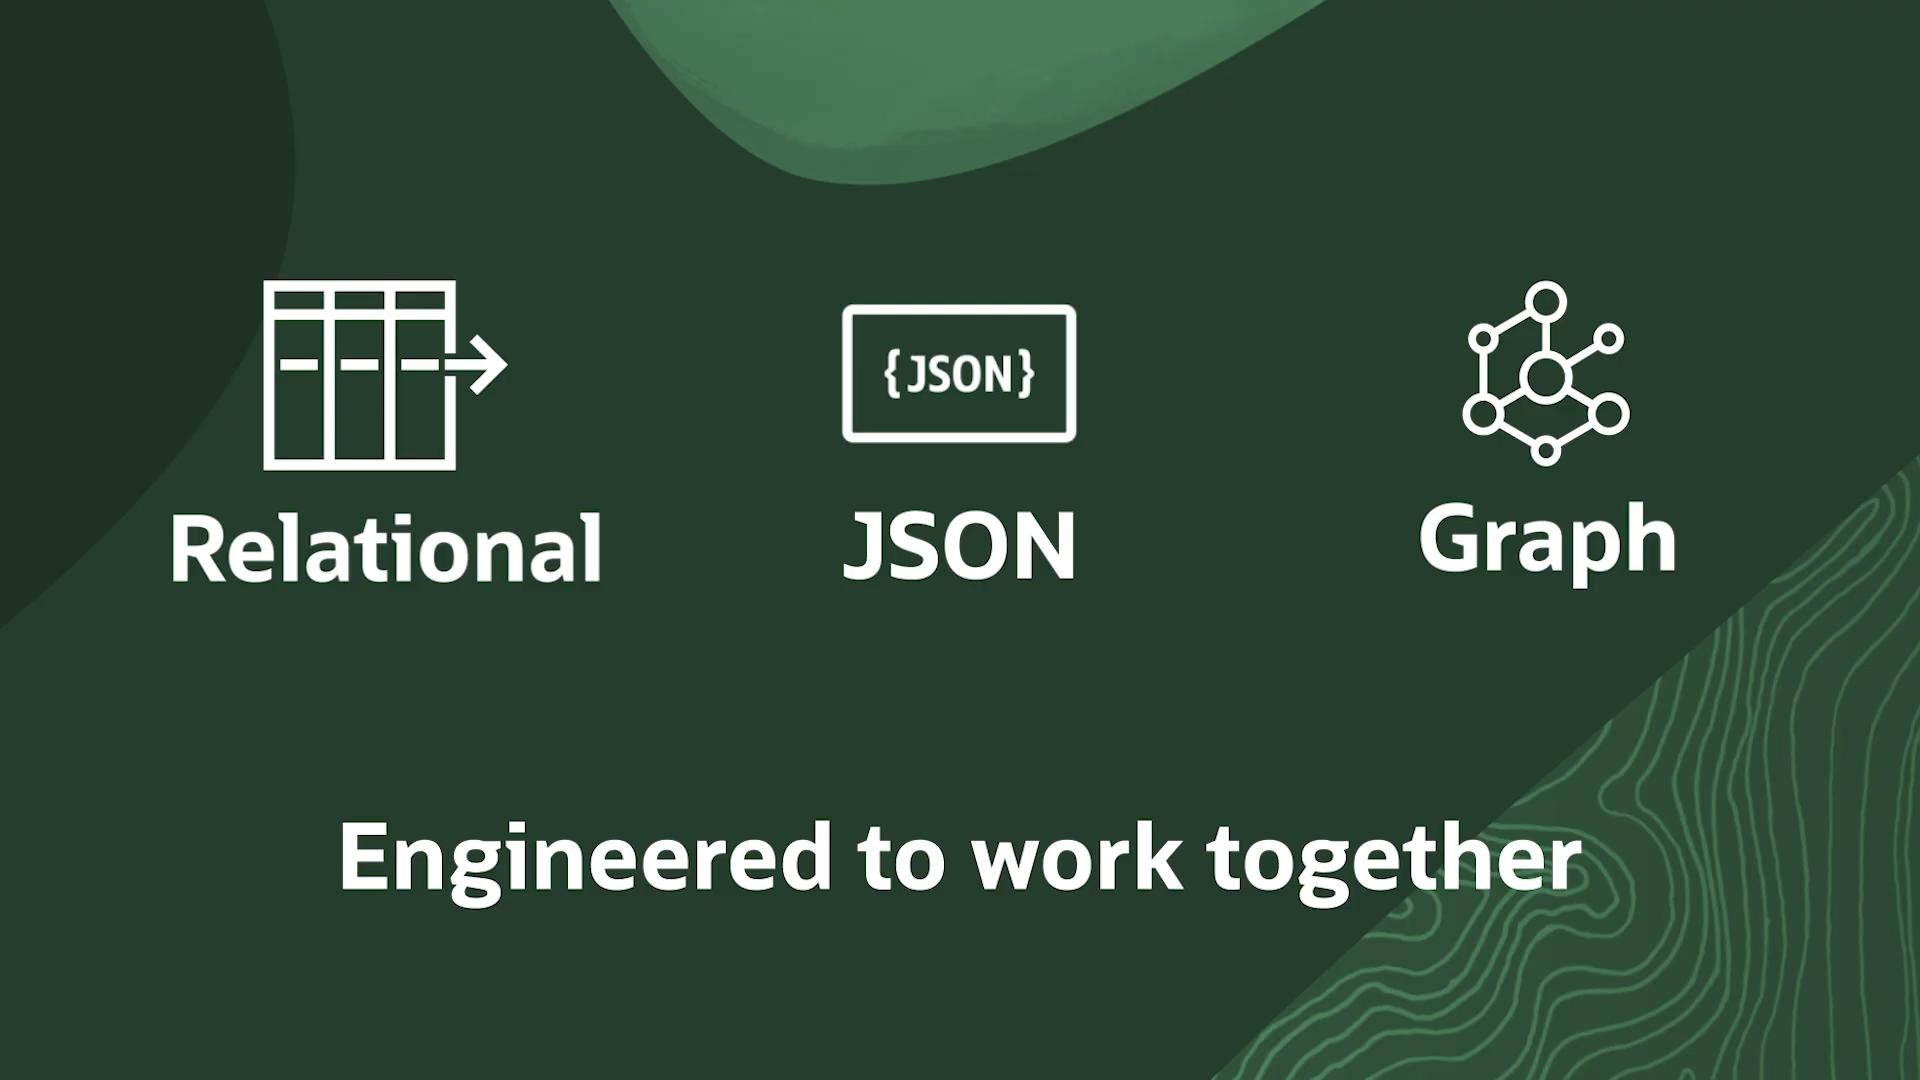 {JSON}
Relational
JSON
Graph
Engineered to work together